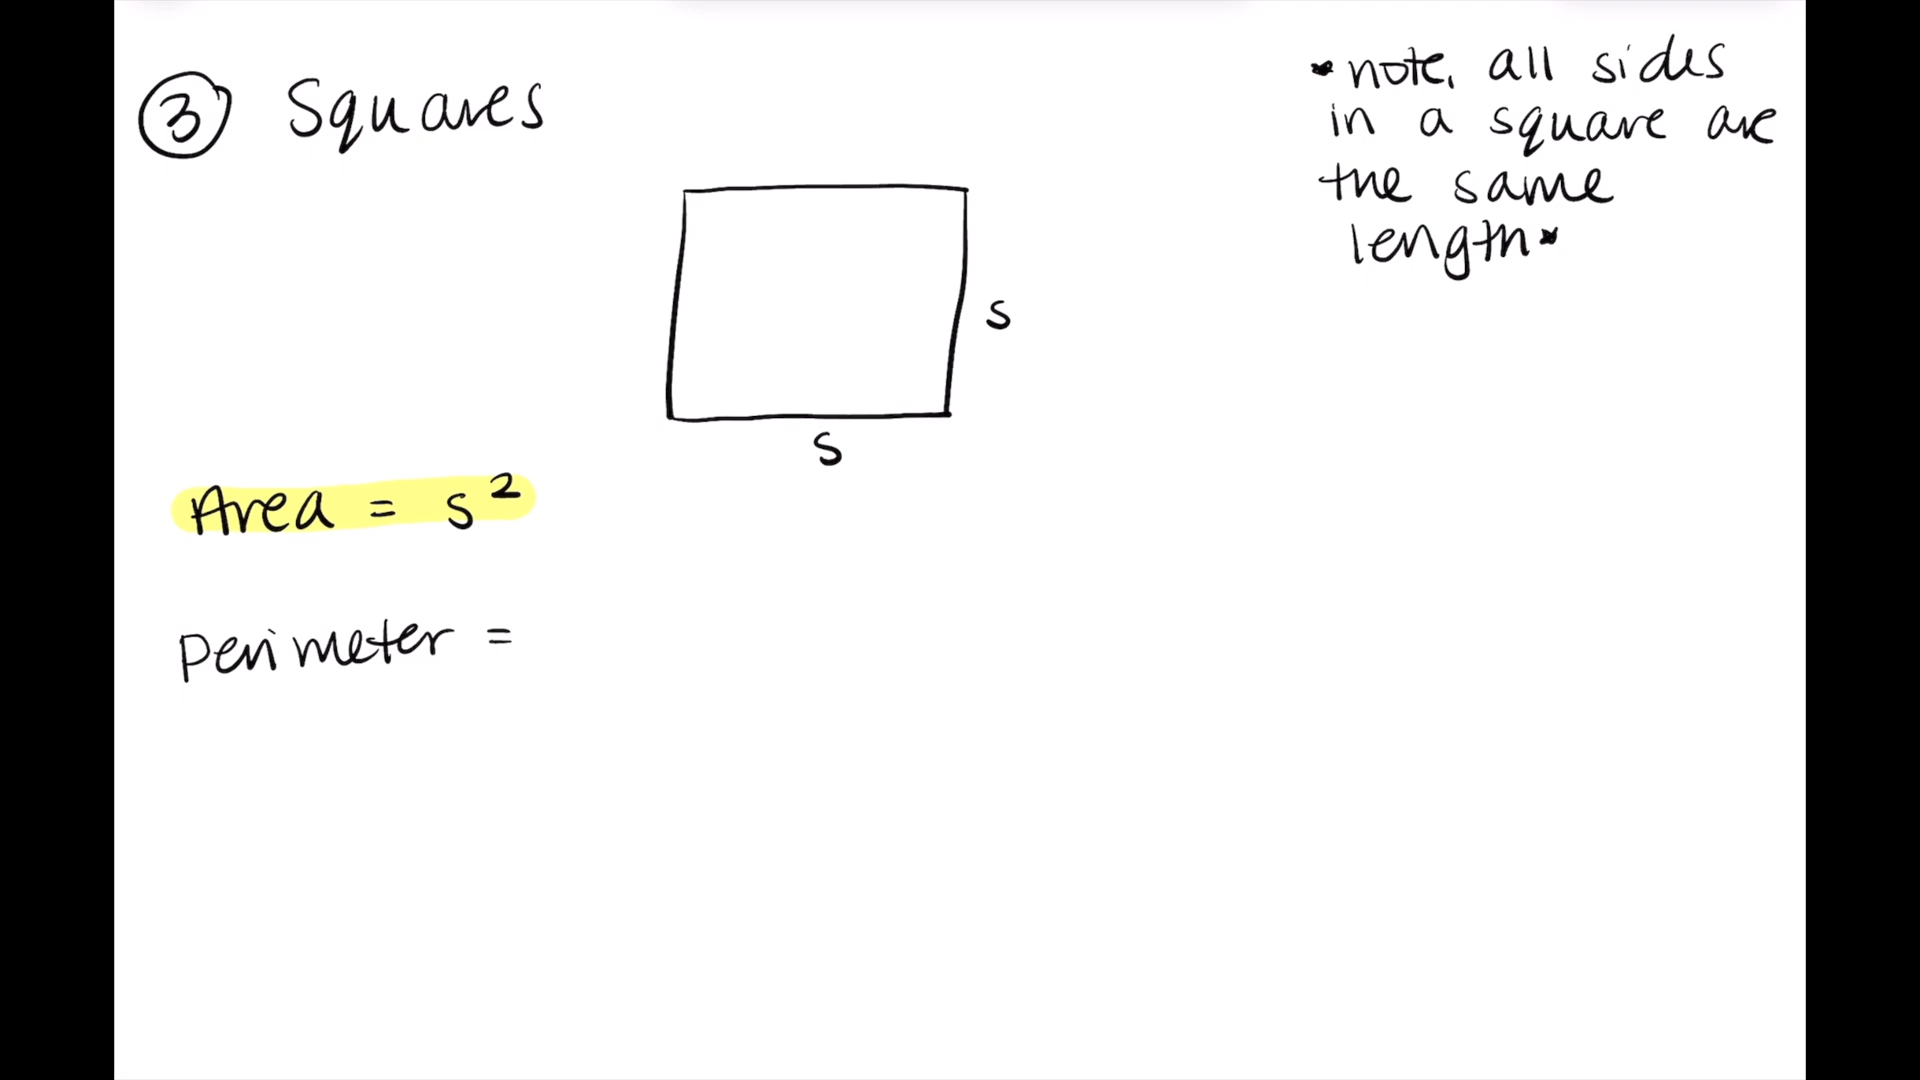 ③ Squares
*note, all sides
in a square are
the same
length*
s
s
Area = s²
perimeter =